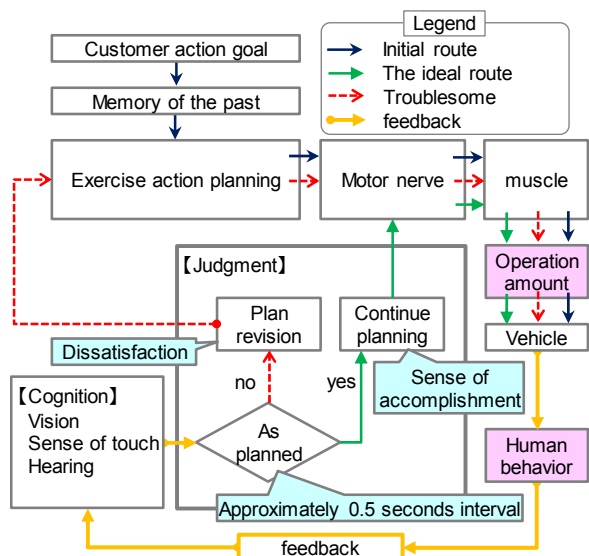 Customer action goal
Memory of the past
Legend
Initial route
The ideal route
Troublesome
feedback
Exercise action planning
Motor nerve
muscle
Operation
amount
Vehicle
Human
behavior
【Judgment】
Plan
revision
Continue
planning
Dissatisfaction
no
yes
Sense of
accomplishment
【Cognition】
Vision
Sense of touch
Hearing
As
planned
Approximately 0.5 seconds interval
feedback